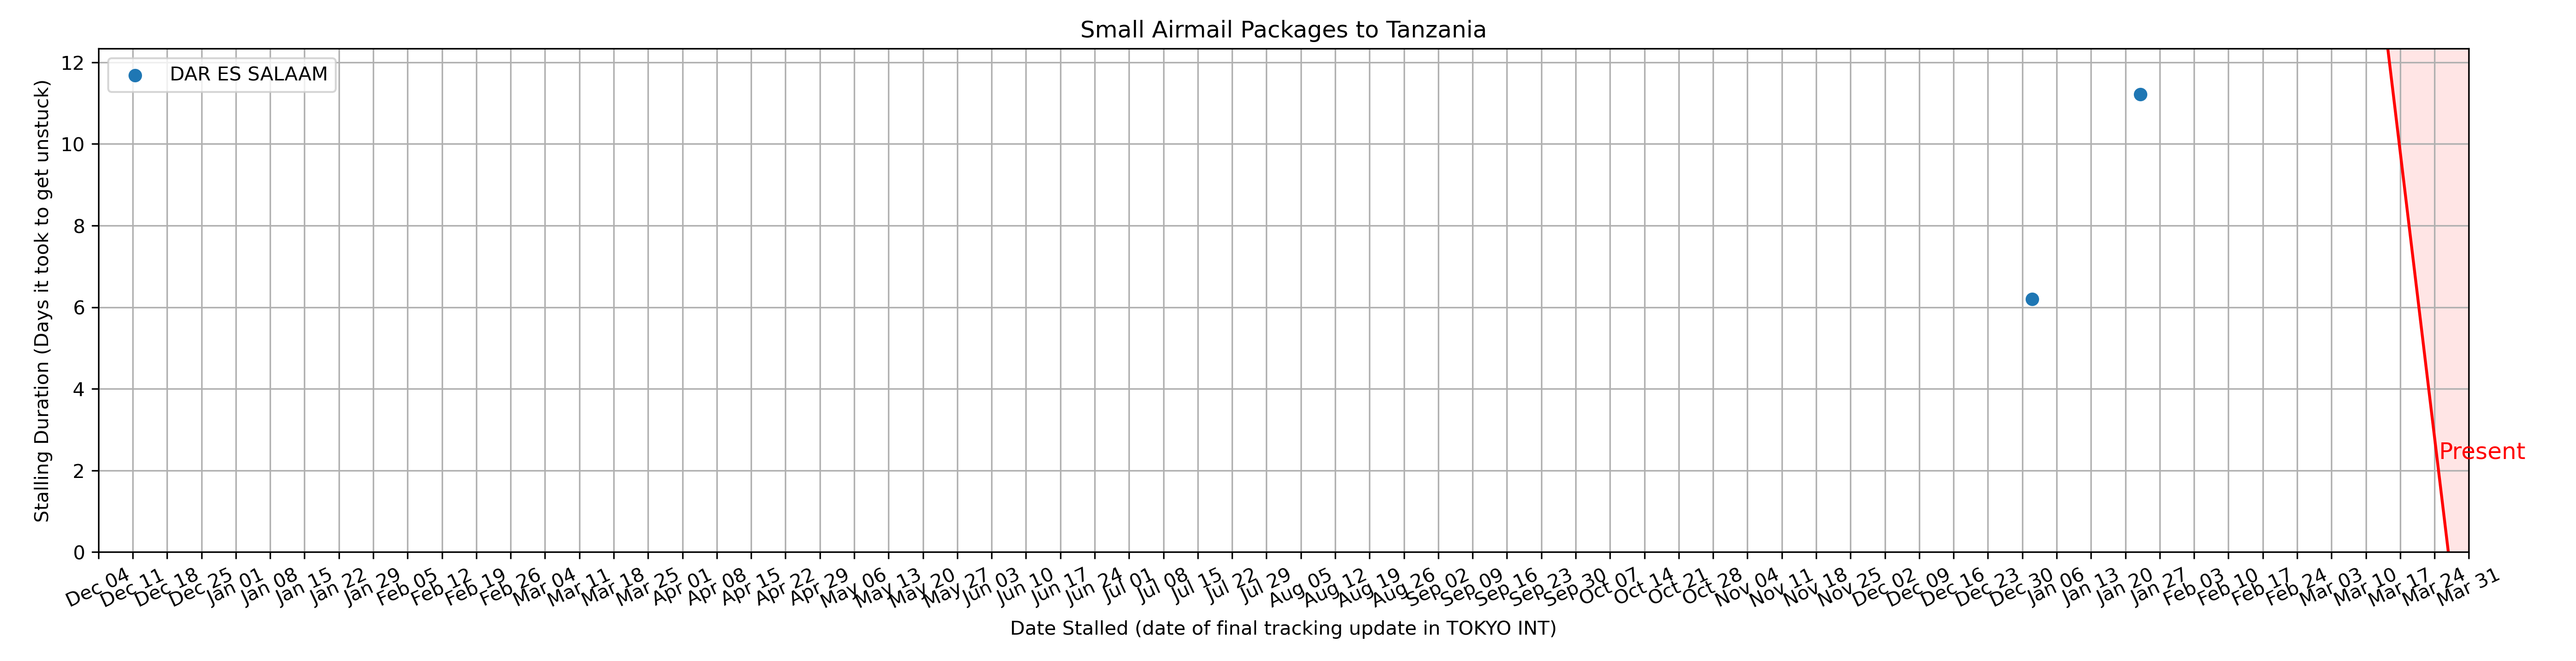 Small Airmail Packages to Tanzania
DAR ES SALAAM
Stalling Duration (Days it took to get unstuck)
12
10
8
6
4
2
0
Present
Dec 04
Dec 11
Dec 18
Dec 25
Jan 01
Jan 08
Jan 15
Jan 22
Jan 29
Feb 05
Feb 12
Feb 19
Feb 26
Mar 04
Mar 11
Mar 18
Mar 25
Apr 01
Apr 08
Apr 15
Apr 22
Apr 29
May 06
May 13
May 20
May 27
Jun 03
Jun 10
Jun 17
Jun 24
Jul 01
Jul 08
Jul 15
Jul 22
Jul 29
Aug 05
Aug 12
Aug 19
Aug 26
Sep 02
Sep 09
Sep 16
Sep 23
Sep 30
Oct 07
Oct 14
Oct 21
Oct 28
Nov 04
Nov 11
Nov 18
Nov 25
Dec 02
Dec 09
Dec 16
Dec 23
Dec 30
Jan 06
Jan 13
Jan 20
Jan 27
Feb 03
Feb 10
Feb 17
Feb 24
Mar 03
Mar 10
Mar 17
Mar 24
Mar 31
Date Stalled (date of final tracking update in TOKYO INT)